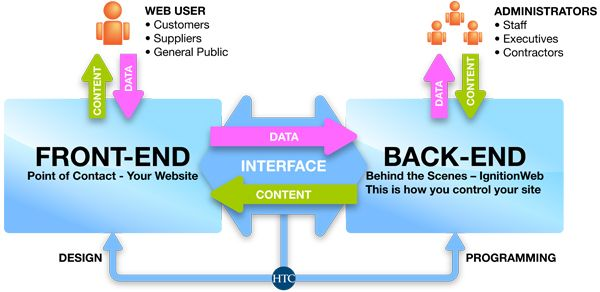 WEB USER
• Customers
• Suppliers
• General Public
ADMINISTRATORS
• Staff
• Executives
• Contractors
CONTENT
DATA
DATA
CONTENT
FRONT-END
Point of Contact - Your Website
DATA
INTERFACE
CONTENT
BACK-END
Behind the Scenes – IgnitionWeb
This is how you control your site
DESIGN
HTC
PROGRAMMING